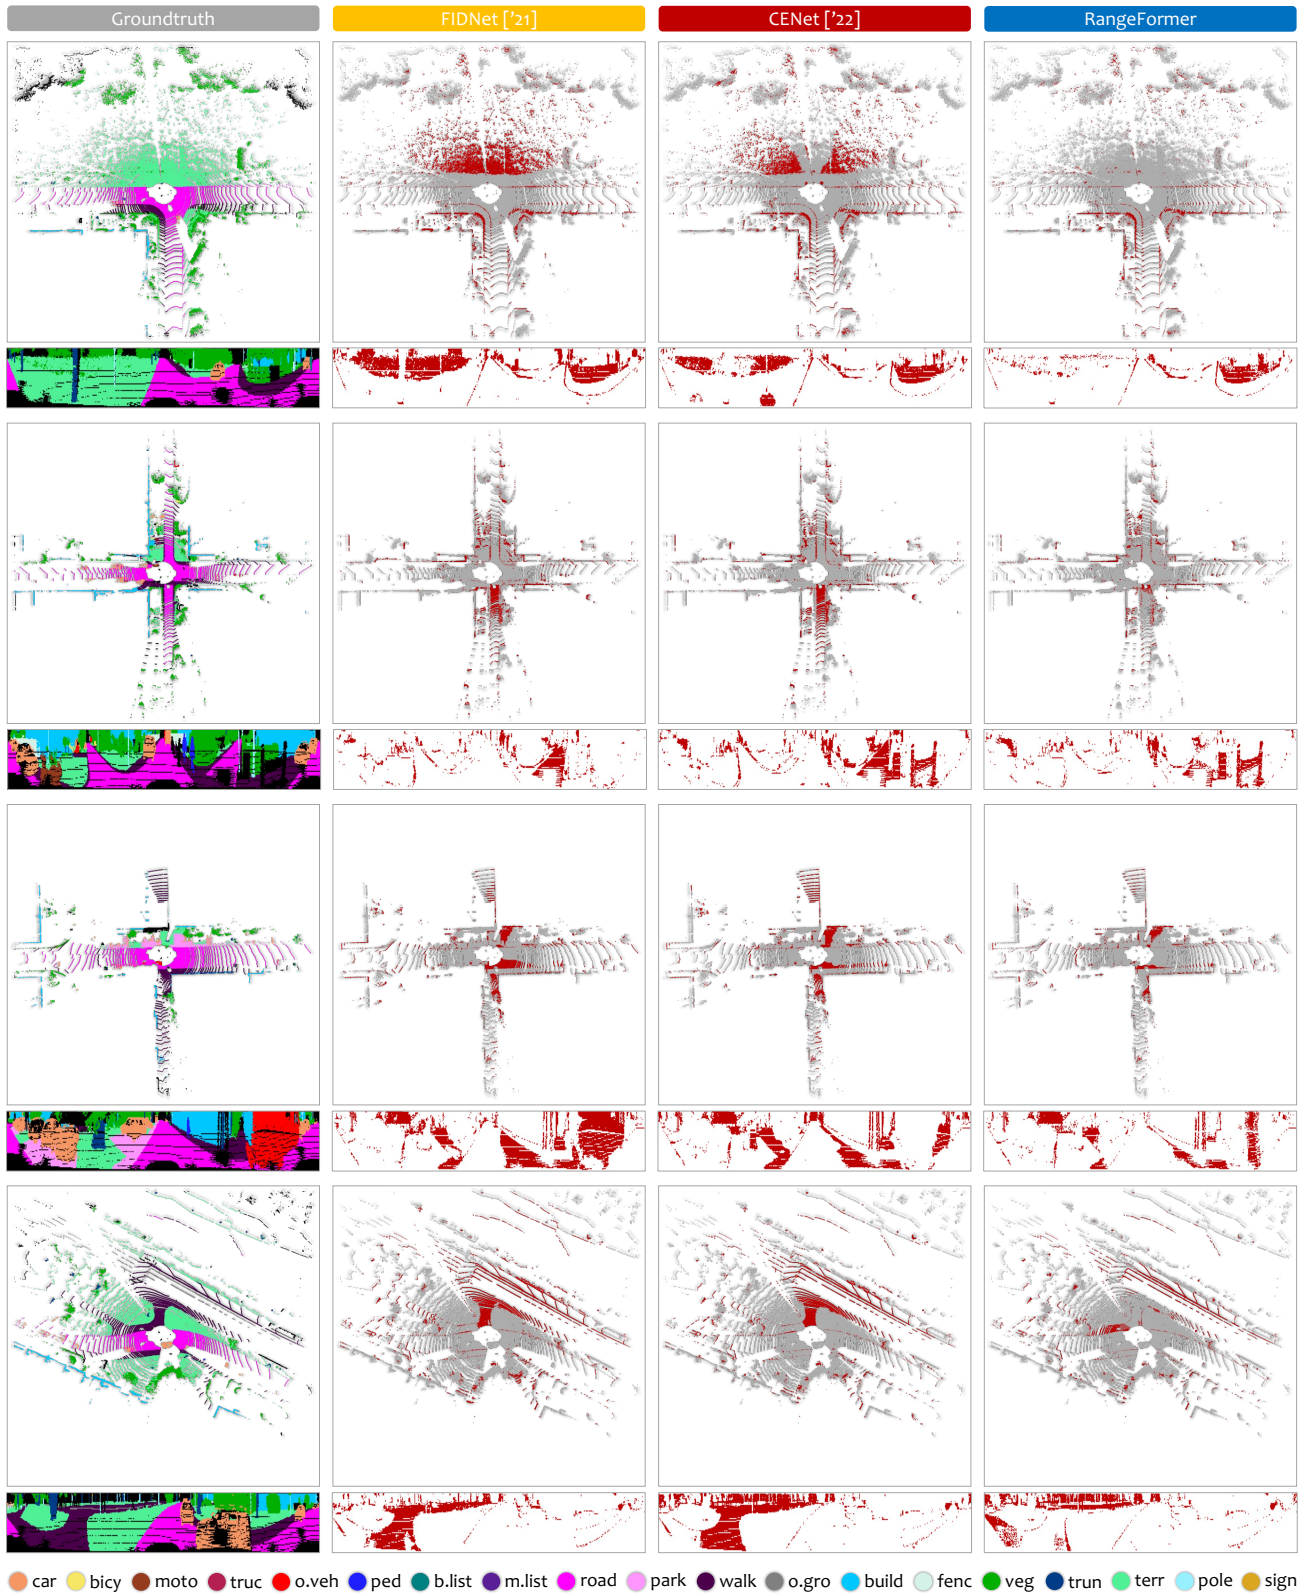 Groundtruth FIDNet ['21] CENet ['22] RangeFormer
car bicy moto truc o.veh ped b.list m.list road park walk o.gro build fenc veg trun terr pole sign